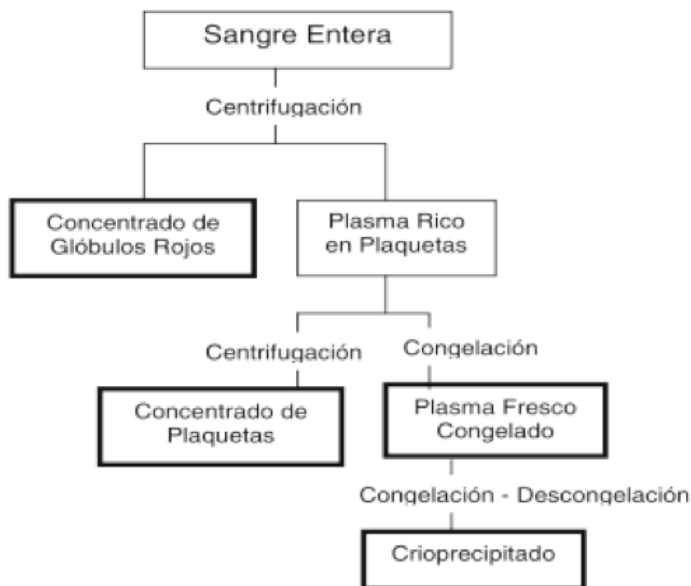 Sangre Entera
Centrifugación
Concentrado de
Glóbulos Rojos
Plasma Rico
en Plaquetas
Centrifugación
Congelación
Concentrado de
Plaquetas
Plasma Fresco
Congelado
Congelación - Descongelación
Crioprecipitado